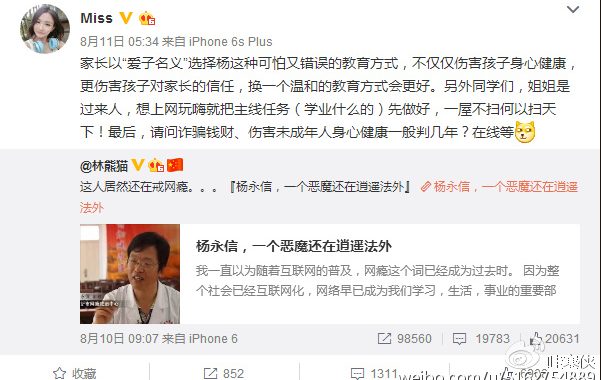 Miss
8月11日 05:34 来自 iPhone 6s Plus
家长以“爱子名义”选择杨这种可怕又错误的教育方式，不仅仅伤害孩子身心健康，
更伤害孩子对家长的信任，换一个温和的教育方式会更好。另外同学们，姐姐是
过来人，想上网玩嗨就把主线任务（学业什么的）先做好，一屋不扫何以扫天
下！最后，请问诈骗钱财、伤害未成年人身心健康一般判几年？在线等
@林熊猫
这人居然还在戒网瘾。。。『杨永信，一个恶魔还在逍遥法外』 杨永信，一个恶魔还在逍遥
法外
杨永信，一个恶魔还在逍遥法外
我一直以为随着互联网的普及，网瘾这个词已经成为过去时。 因为整
个社会已经互联网化，网络早已成为我们学习，生活，事业的重要部
8月10日 09:07 来自 iPhone 6
98560
19783
20631
收藏
852
1311